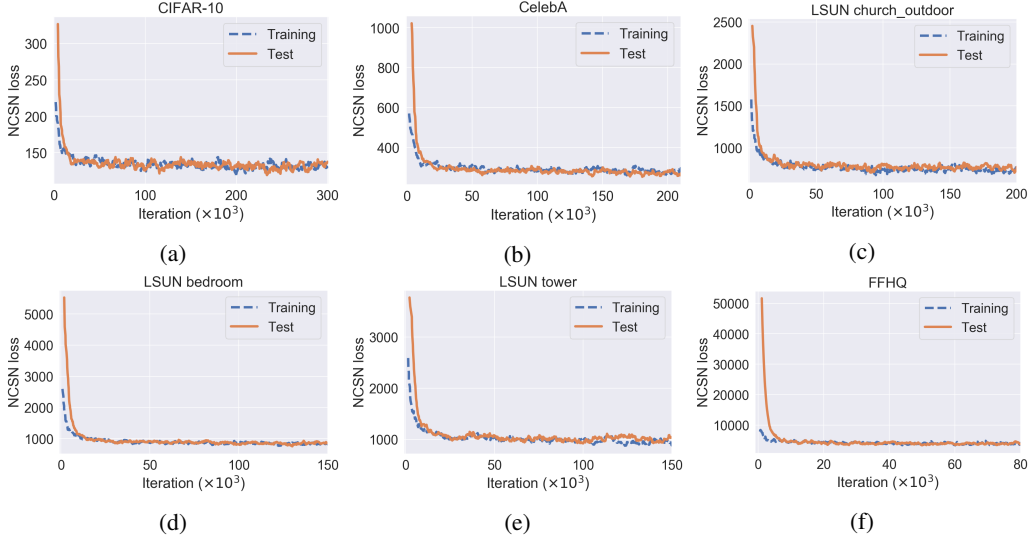 CIFAR-10
NCSN loss
300
250
200
150
Training
Test
0
100
200
300
Iteration (×10³)
(a)
CelebA
NCSN loss
1000
800
600
400
Training
Test
0
50
100
150
200
Iteration (×10³)
(b)
LSUN church_outdoor
NCSN loss
2500
2000
1500
1000
Training
Test
0
50
100
150
200
Iteration (×10³)
(c)
LSUN bedroom
NCSN loss
5000
4000
3000
2000
1000
Training
Test
0
50
100
150
Iteration (×10³)
(d)
LSUN tower
NCSN loss
3000
2000
1000
Training
Test
0
50
100
150
Iteration (×10³)
(e)
FFHQ
NCSN loss
50000
40000
30000
20000
10000
Training
Test
0
20
40
60
80
Iteration (×10³)
(f)